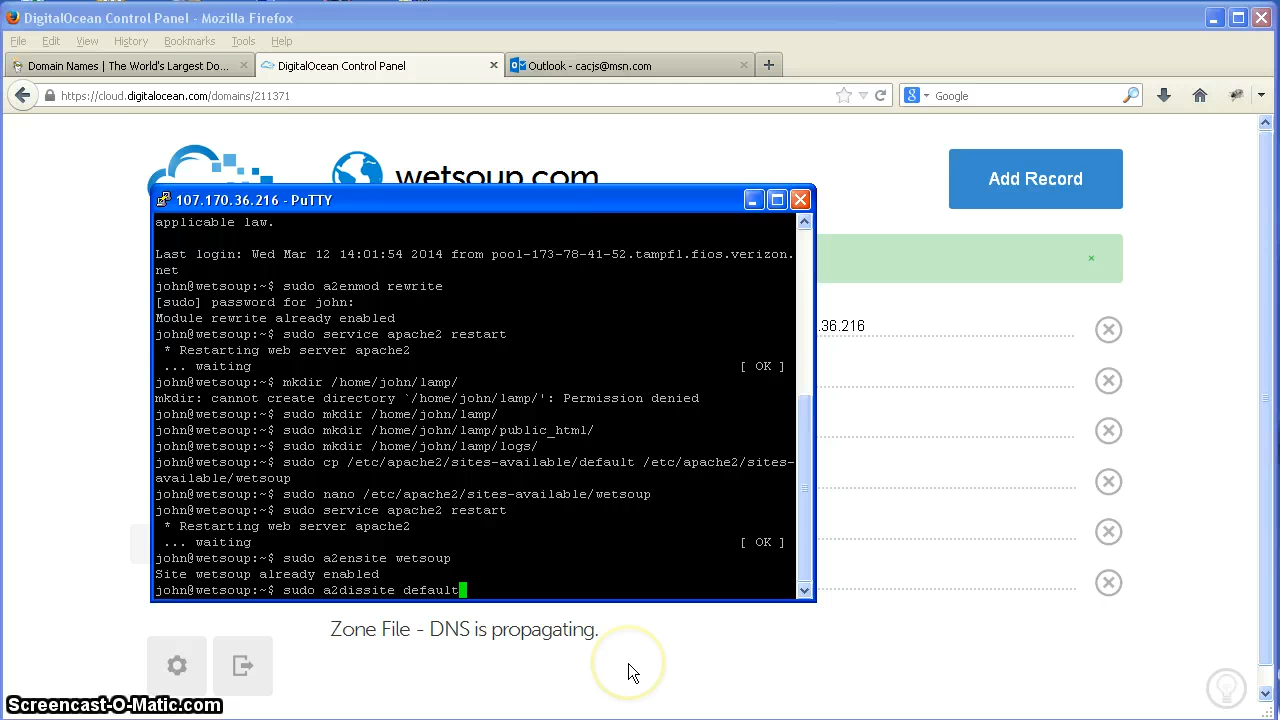 DigitalOcean Control Panel - Mozilla Firefox
File Edit View History Bookmarks Tools Help
Domain Names | The World's Largest Do...
DigitalOcean Control Panel
Outlook - cacjs@msn.com
https://cloud.digitalocean.com/domains/211371
Google
wetsoup.com
Add Record
107.170.36.216 - PuTTY
applicable law.
Last login: Wed Mar 12 14:01:54 2014 from pool-173-78-41-52.tampfl.fios.verizon.
net
john@wetsoup:~$ sudo a2enmod rewrite
[sudo] password for john:
Module rewrite already enabled
john@wetsoup:~$ sudo service apache2 restart
* Restarting web server apache2
... waiting [ OK ]
john@wetsoup:~$ mkdir /home/john/lamp/
mkdir: cannot create directory `/home/john/lamp/': Permission denied
john@wetsoup:~$ sudo mkdir /home/john/lamp/
john@wetsoup:~$ sudo mkdir /home/john/lamp/public_html/
john@wetsoup:~$ sudo mkdir /home/john/lamp/logs/
john@wetsoup:~$ sudo cp /etc/apache2/sites-available/default /etc/apache2/sites-
available/wetsoup
john@wetsoup:~$ sudo nano /etc/apache2/sites-available/wetsoup
john@wetsoup:~$ sudo service apache2 restart
* Restarting web server apache2
... waiting [ OK ]
john@wetsoup:~$ sudo a2ensite wetsoup
Site wetsoup already enabled
john@wetsoup:~$ sudo a2dissite default
.36.216
Zone File - DNS is propagating.
Screencast-O-Matic.com